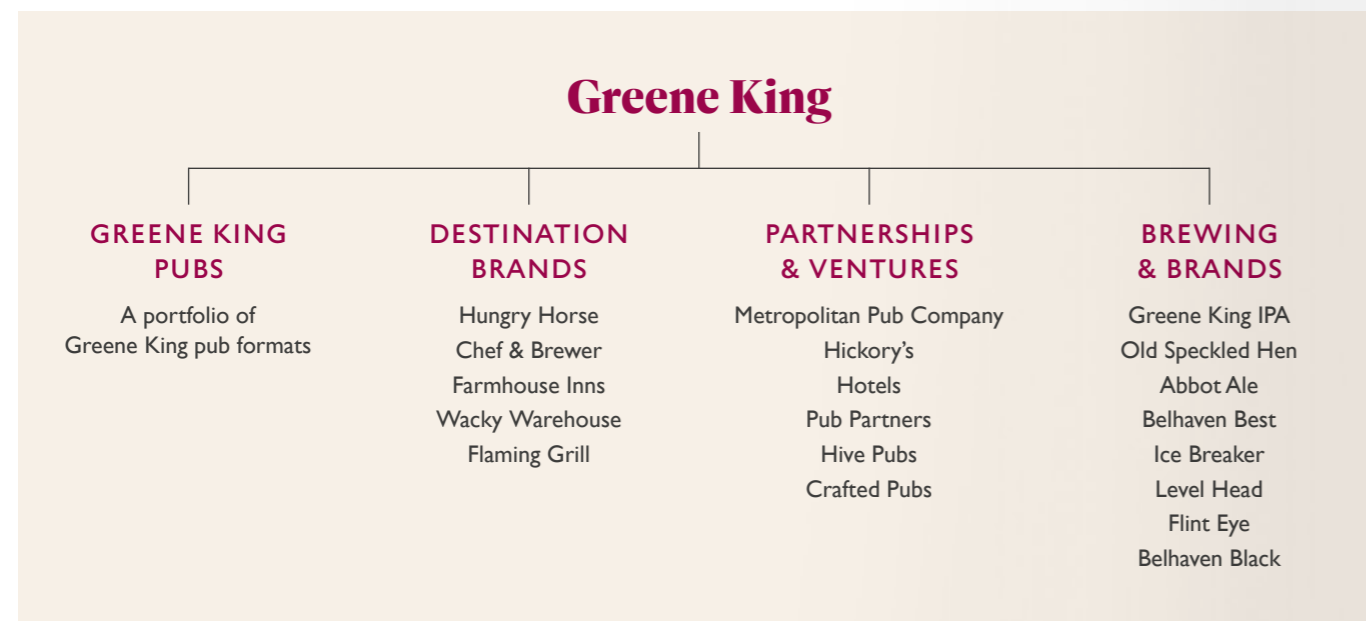 Greene King
GREENE KING
PUBS
A portfolio of
Greene King pub formats
DESTINATION
BRANDS
Hungry Horse
Chef & Brewer
Farmhouse Inns
Wacky Warehouse
Flaming Grill
PARTNERSHIPS
& VENTURES
Metropolitan Pub Company
Hickory’s
Hotels
Pub Partners
Hive Pubs
Crafted Pubs
BREWING
& BRANDS
Greene King IPA
Old Speckled Hen
Abbot Ale
Belhaven Best
Ice Breaker
Level Head
Flint Eye
Belhaven Black